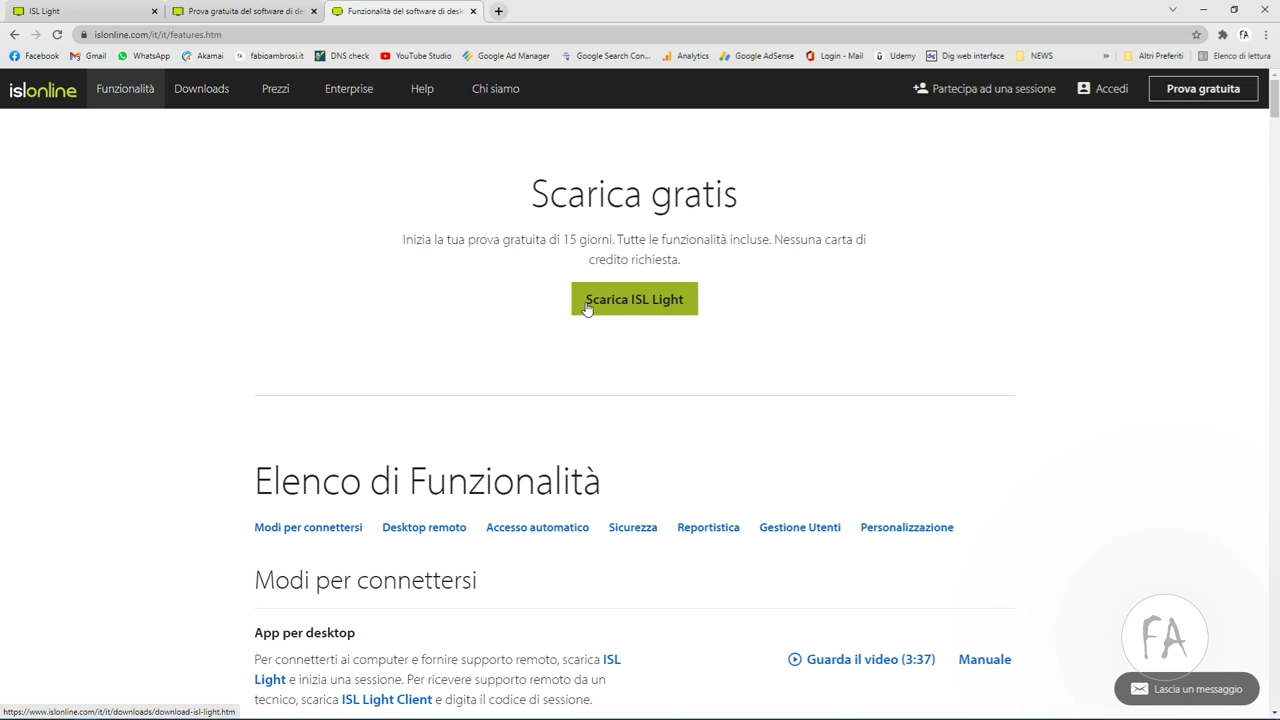 ISL Light
Prova gratuita del software di de
Funzionalità del software di desk
islonline.com/it/it/features.htm
Facebook
Gmail
WhatsApp
Akamai
fabioambrosi.it
DNS check
YouTube Studio
Google Ad Manager
Google Search Con...
Analytics
Google AdSense
Login - Mail
Udemy
Dig web interface
NEWS
»
Altri Preferiti
Elenco di lettura
islonline
Funzionalità
Downloads
Prezzi
Enterprise
Help
Chi siamo
Partecipa ad una sessione
Accedi
Prova gratuita
Scarica gratis
Inizia la tua prova gratuita di 15 giorni. Tutte le funzionalità incluse. Nessuna carta di
credito richiesta.
Scarica ISL Light
Elenco di Funzionalità
Modi per connettersi
Desktop remoto
Accesso automatico
Sicurezza
Reportistica
Gestione Utenti
Personalizzazione
Modi per connettersi
App per desktop
Per connetterti ai computer e fornire supporto remoto, scarica ISL
Light e inizia una sessione. Per ricevere supporto remoto da un
tecnico, scarica ISL Light Client e digita il codice di sessione.
Guarda il video (3:37)
Manuale
FA
Lascia un messaggio
https://www.islonline.com/it/it/downloads/download-isl-light.htm